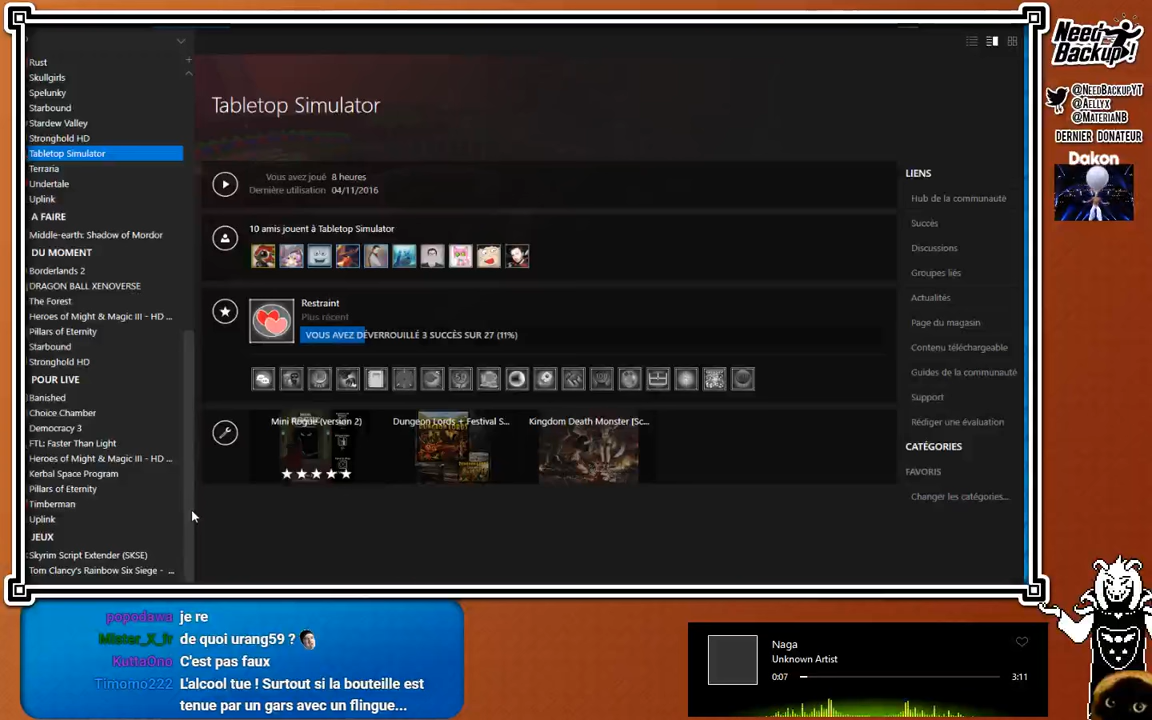 Rust
Skullgirls
Spelunky
Starbound
Stardew Valley
Stronghold HD
Tabletop Simulator
Terraria
Undertale
Uplink
A FAIRE
Middle-earth: Shadow of Mordor
DU MOMENT
Borderlands 2
DRAGON BALL XENOVERSE
The Forest
Heroes of Might & Magic III - HD ...
Pillars of Eternity
Starbound
Stronghold HD
POUR LIVE
Banished
Choice Chamber
Democracy 3
FTL: Faster Than Light
Heroes of Might & Magic III - HD ...
Kerbal Space Program
Pillars of Eternity
Timberman
Uplink
JEUX
Skyrim Script Extender (SKSE)
Tom Clancy's Rainbow Six Siege - ...
Tabletop Simulator
Vous avez joué 8 heures
Dernière utilisation 04/11/2016
10 amis jouent à Tabletop Simulator
Restraint
Plus récent
VOUS AVEZ DÉVERROUILLÉ 3 SUCCÈS SUR 27 (11%)
Mini Rogue (version 2)
Dungeon Lords + Festival S...
Kingdom Death Monster [Sc...
LIENS
Hub de la communauté
Succès
Discussions
Groupes liés
Actualités
Page du magasin
Contenu téléchargeable
Guides de la communauté
Support
Rédiger une évaluation
CATÉGORIES
FAVORIS
Changer les catégories...
Need
Backup!
@NeedBackupYT
@Aellyx
@MateriaNB
DERNIER DONATEUR
Dakon
popodawa je re
Mister_X_fr de quoi urang59 ?
KuttaOno C'est pas faux
Timomo222 L'alcool tue ! Surtout si la bouteille est
tenue par un gars avec un flingue...
Naga
Unknown Artist
0:07
3:11